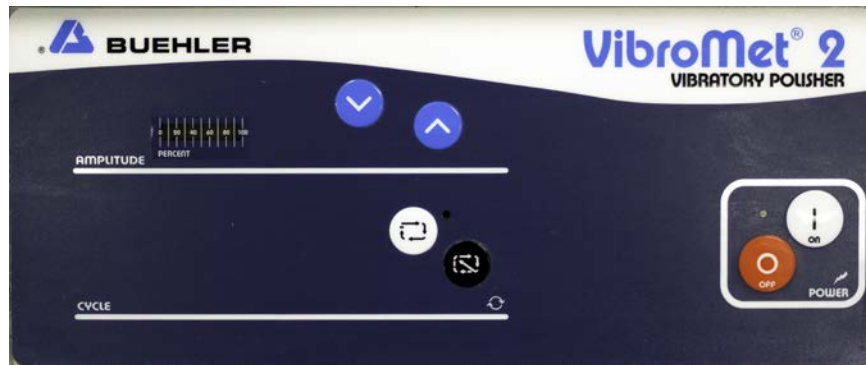 ® BUEHLER
VibroMet® 2
VIBRATORY POLISHER
0 20 40 60 80 100
PERCENT
AMPLITUDE
ON
OFF
POWER
CYCLE